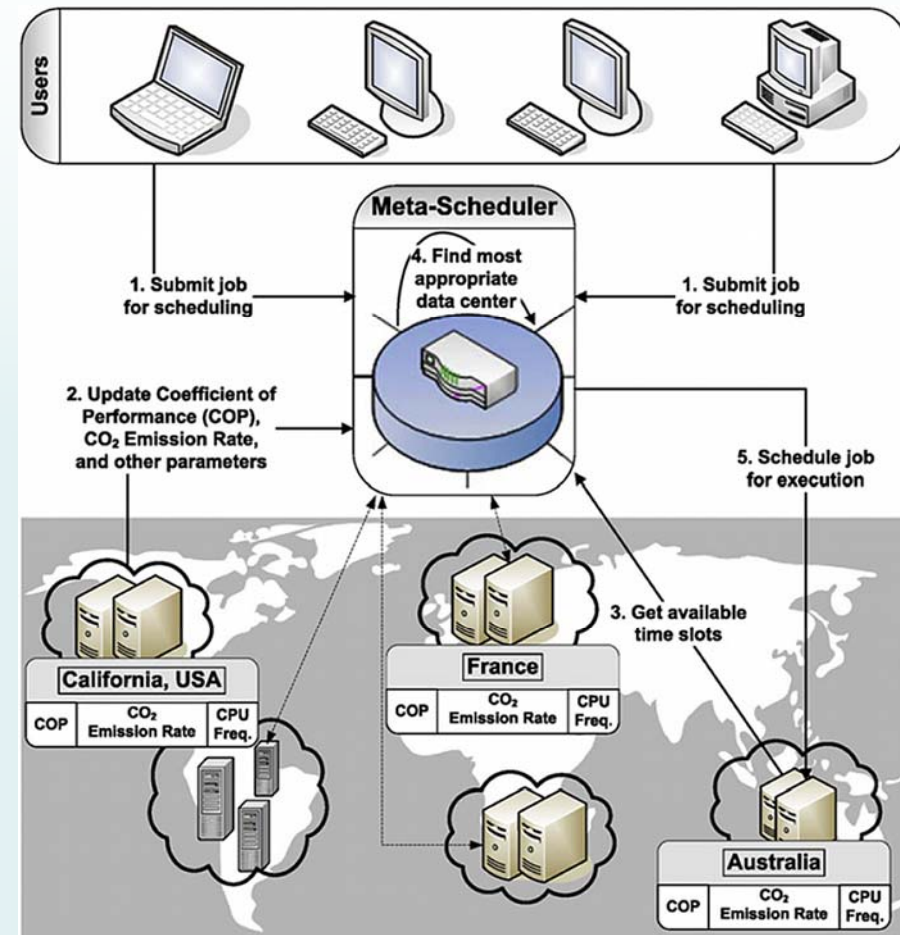 Users
Meta-Scheduler
4. Find most
appropriate
data center
1. Submit job
for scheduling
1. Submit job
for scheduling
2. Update Coefficient of
Performance (COP),
CO₂ Emission Rate,
and other parameters
5. Schedule job
for execution
3. Get available
time slots
California, USA
COP
CO₂
Emission Rate
CPU
Freq.
France
COP
CO₂
Emission Rate
CPU
Freq.
Australia
COP
CO₂
Emission Rate
CPU
Freq.